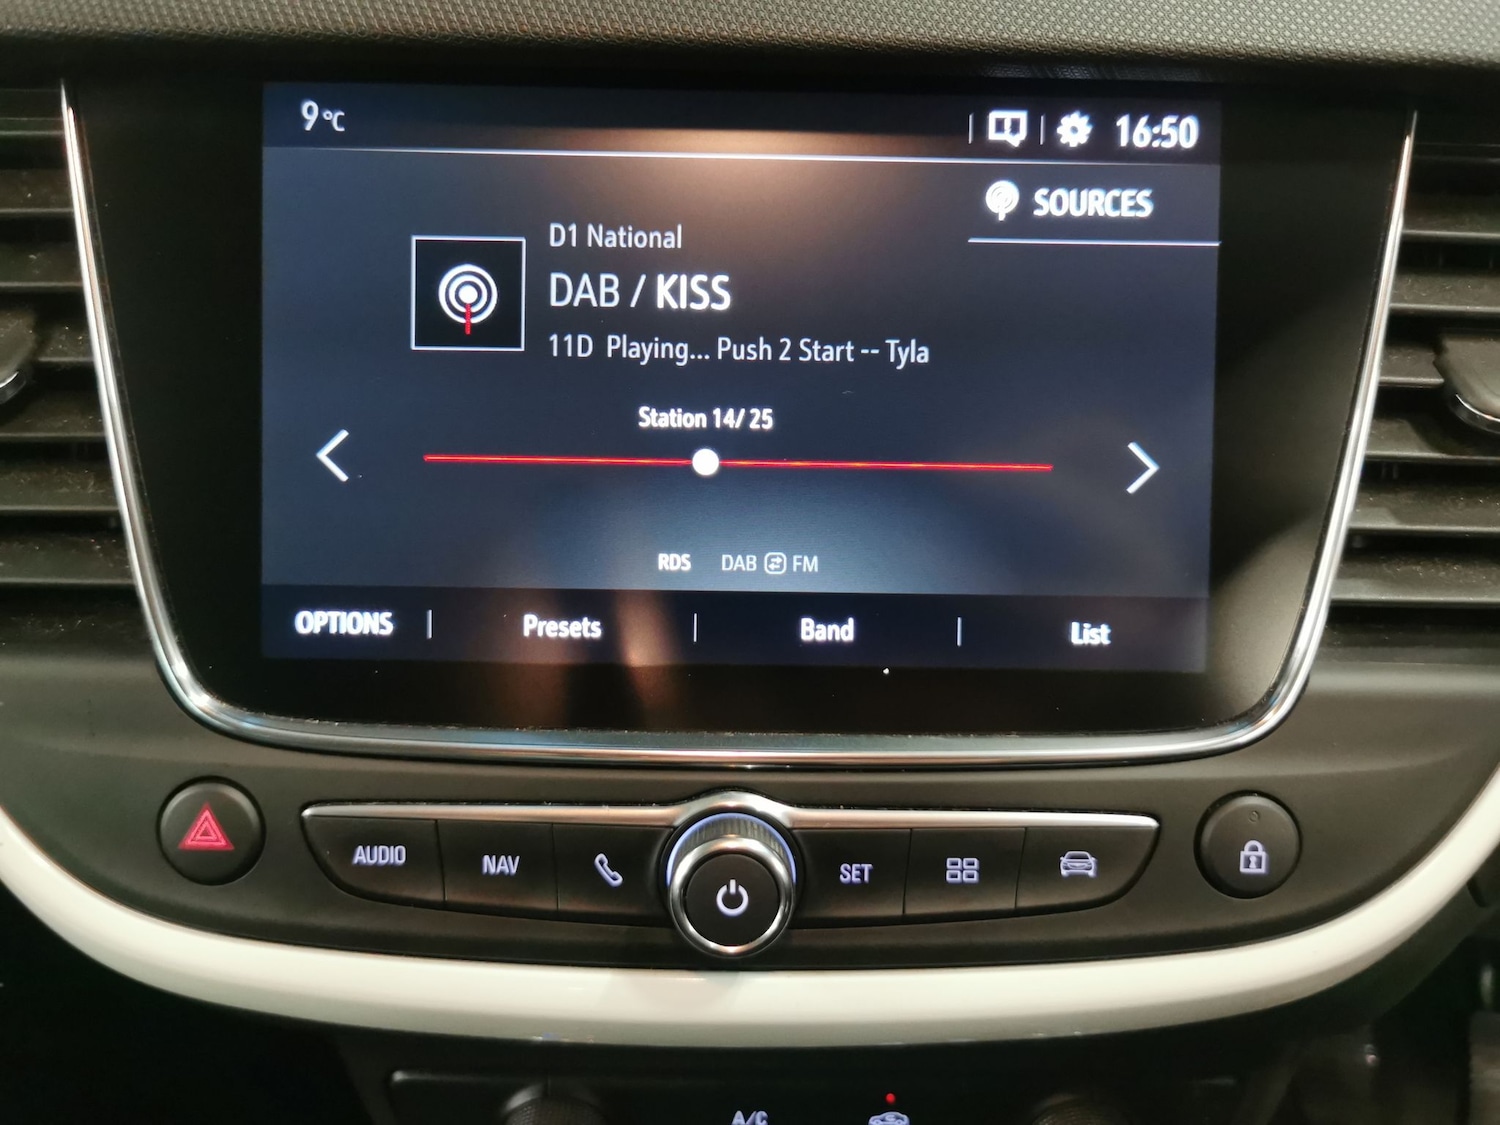 9°C
16:50
SOURCES
D1 National
DAB / KISS
11D Playing... Push 2 Start -- Tyla
Station 14/ 25
RDS DAB FM
OPTIONS | Presets | Band | List
AUDIO NAV SET
A/C